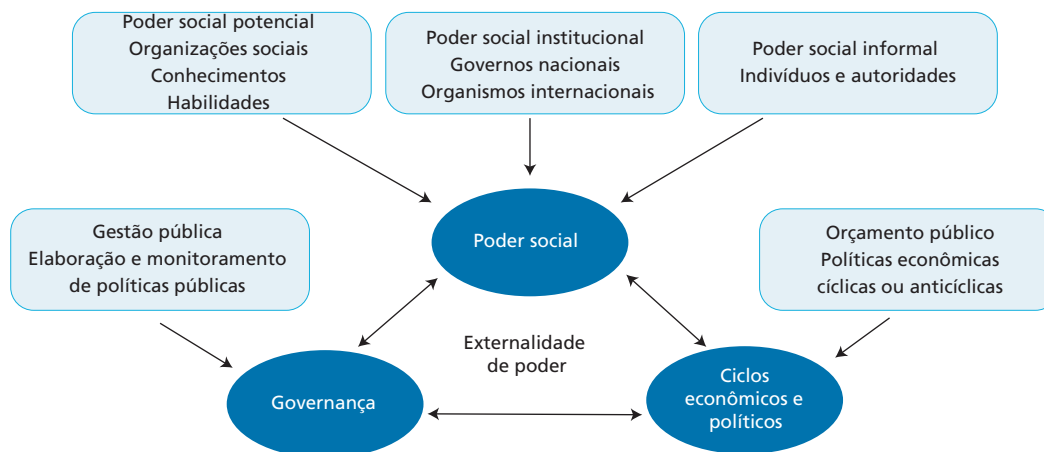 Poder social potencial
Organizações sociais
Conhecimentos
Habilidades
Poder social institucional
Governos nacionais
Organismos internacionais
Poder social informal
Indivíduos e autoridades
Gestão pública
Elaboração e monitoramento
de políticas públicas
Poder social
Orçamento público
Políticas econômicas
cíclicas ou anticíclicas
Externalidade
de poder
Governança
Ciclos
econômicos e
políticos